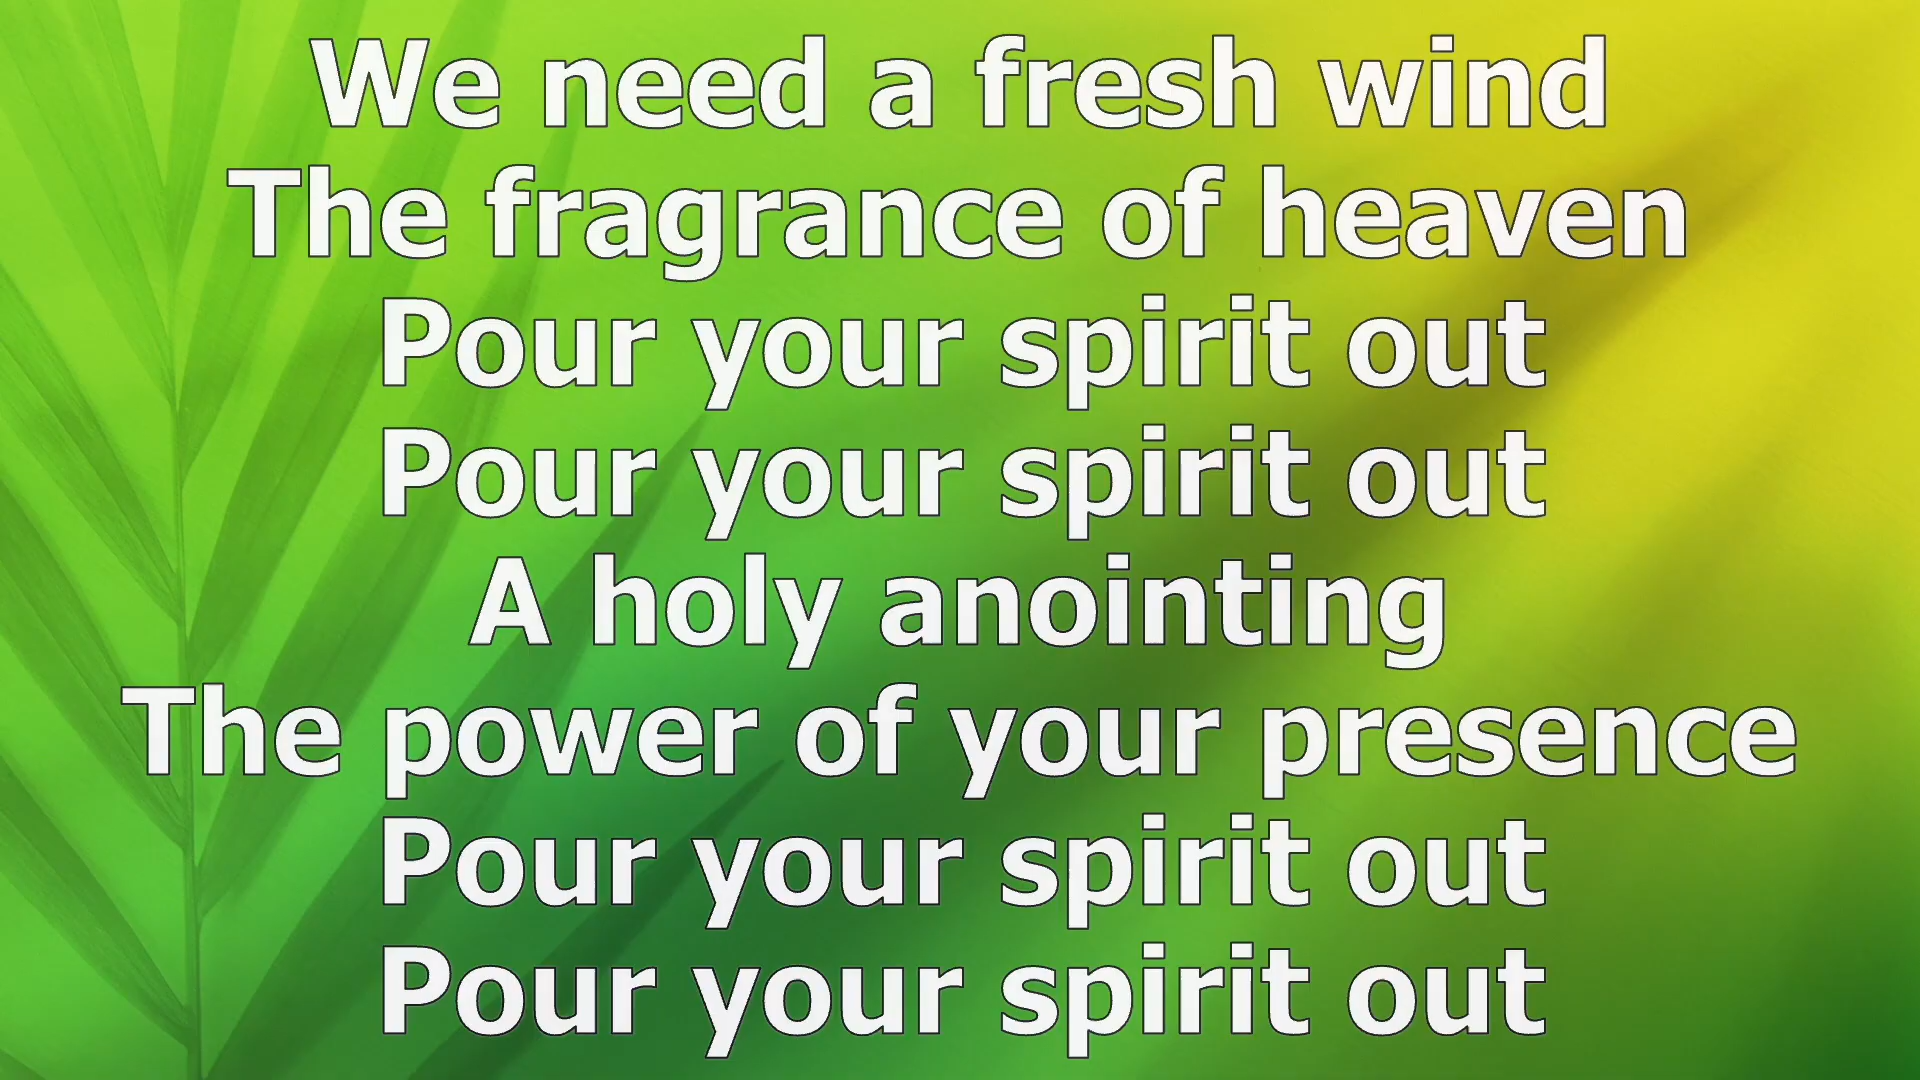 We need a fresh wind
The fragrance of heaven
Pour your spirit out
Pour your spirit out
A holy anointing
The power of your presence
Pour your spirit out
Pour your spirit out